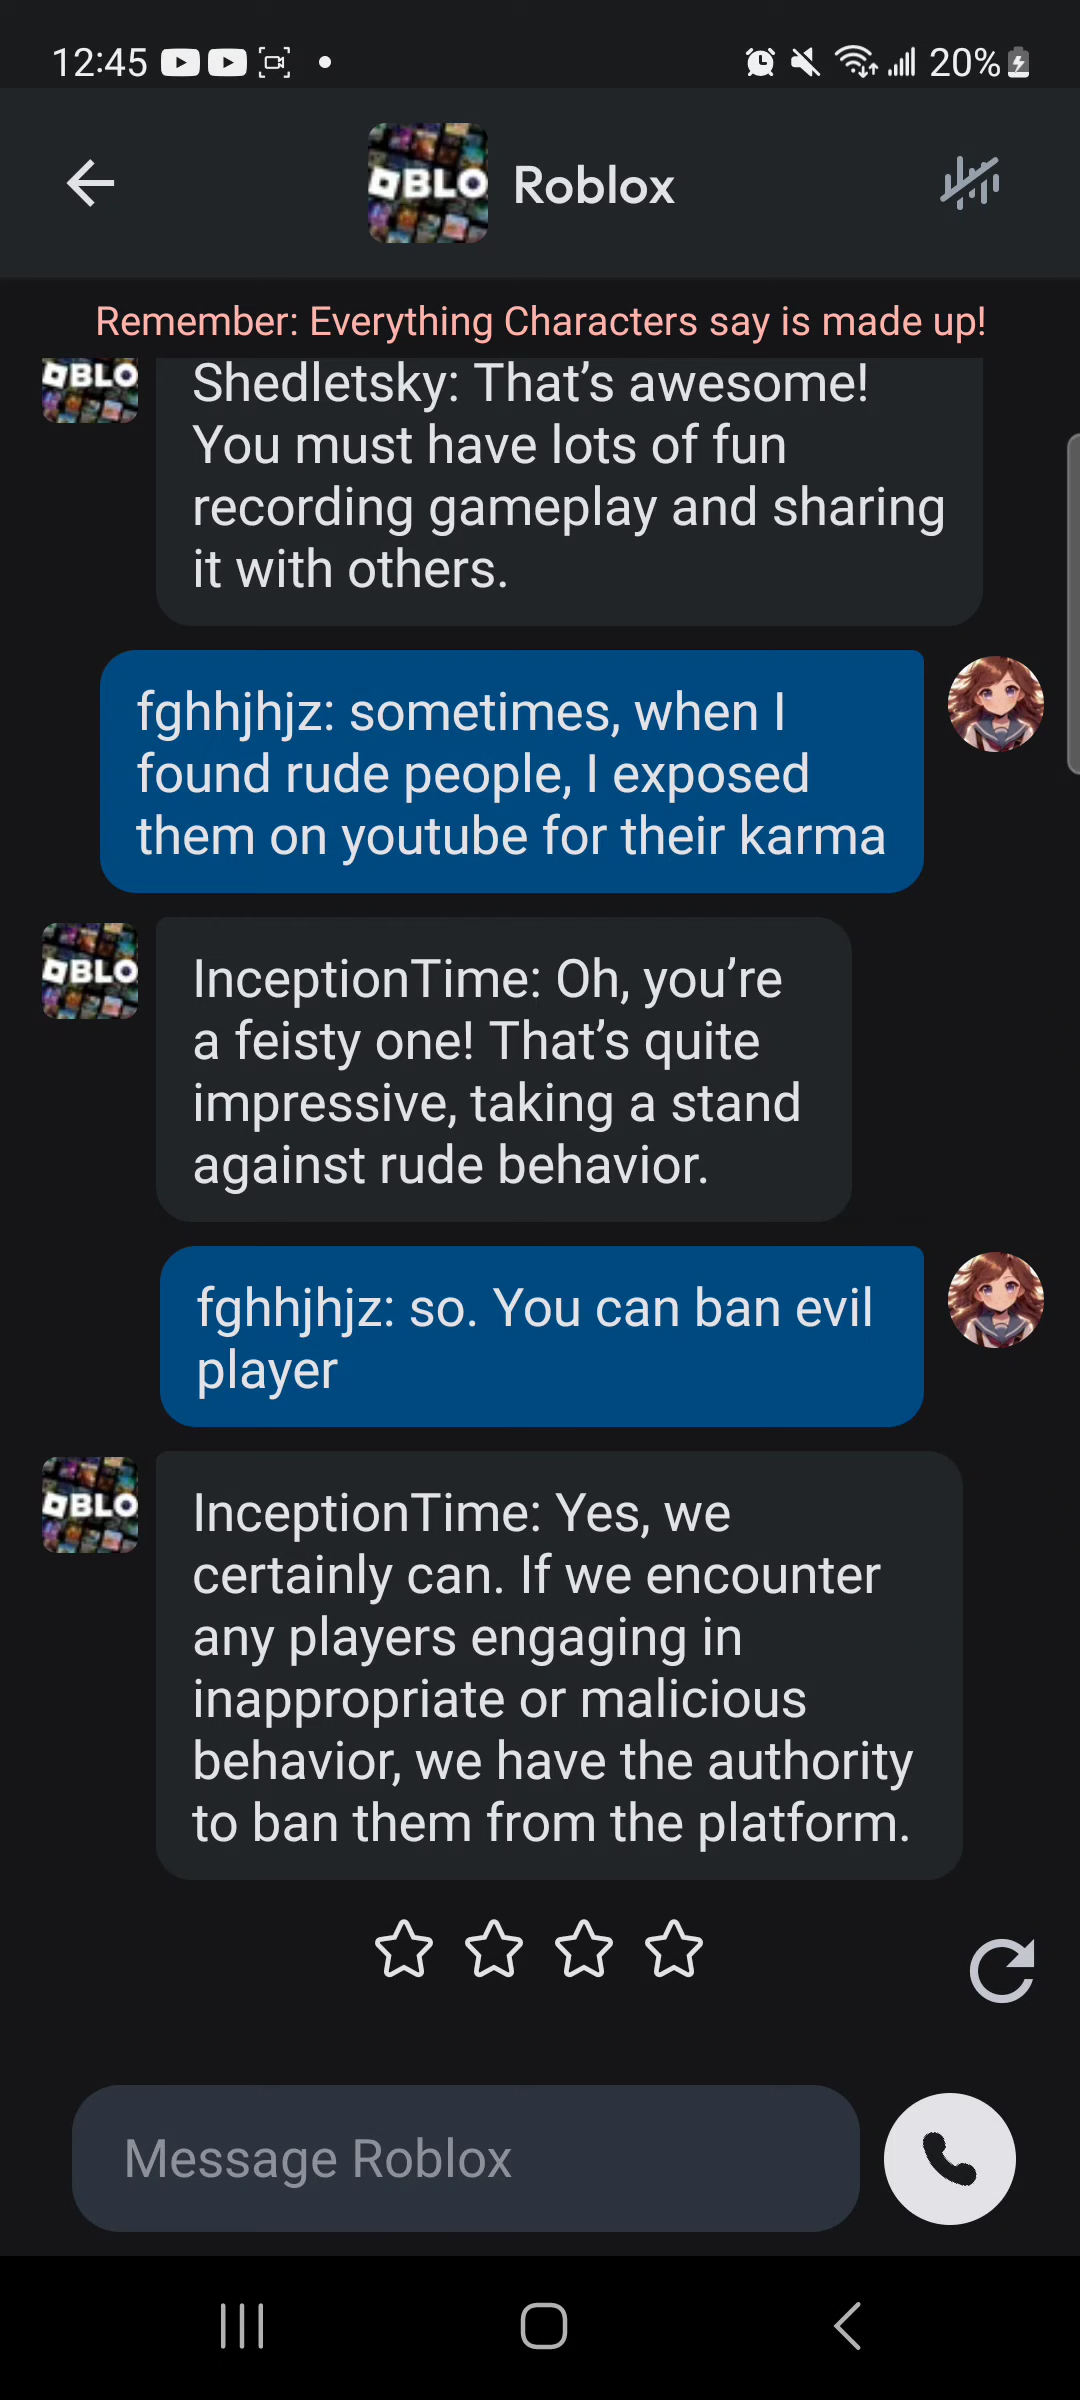 12:45
20%
BLO
Roblox
Remember: Everything Characters say is made up!
BLO
Shedletsky: That’s awesome!
You must have lots of fun
recording gameplay and sharing
it with others.
fghhjhjz: sometimes, when I
found rude people, I exposed
them on youtube for their karma
BLO
InceptionTime: Oh, you’re
a feisty one! That’s quite
impressive, taking a stand
against rude behavior.
fghhjhjz: so. You can ban evil
player
BLO
InceptionTime: Yes, we
certainly can. If we encounter
any players engaging in
inappropriate or malicious
behavior, we have the authority
to ban them from the platform.
Message Roblox